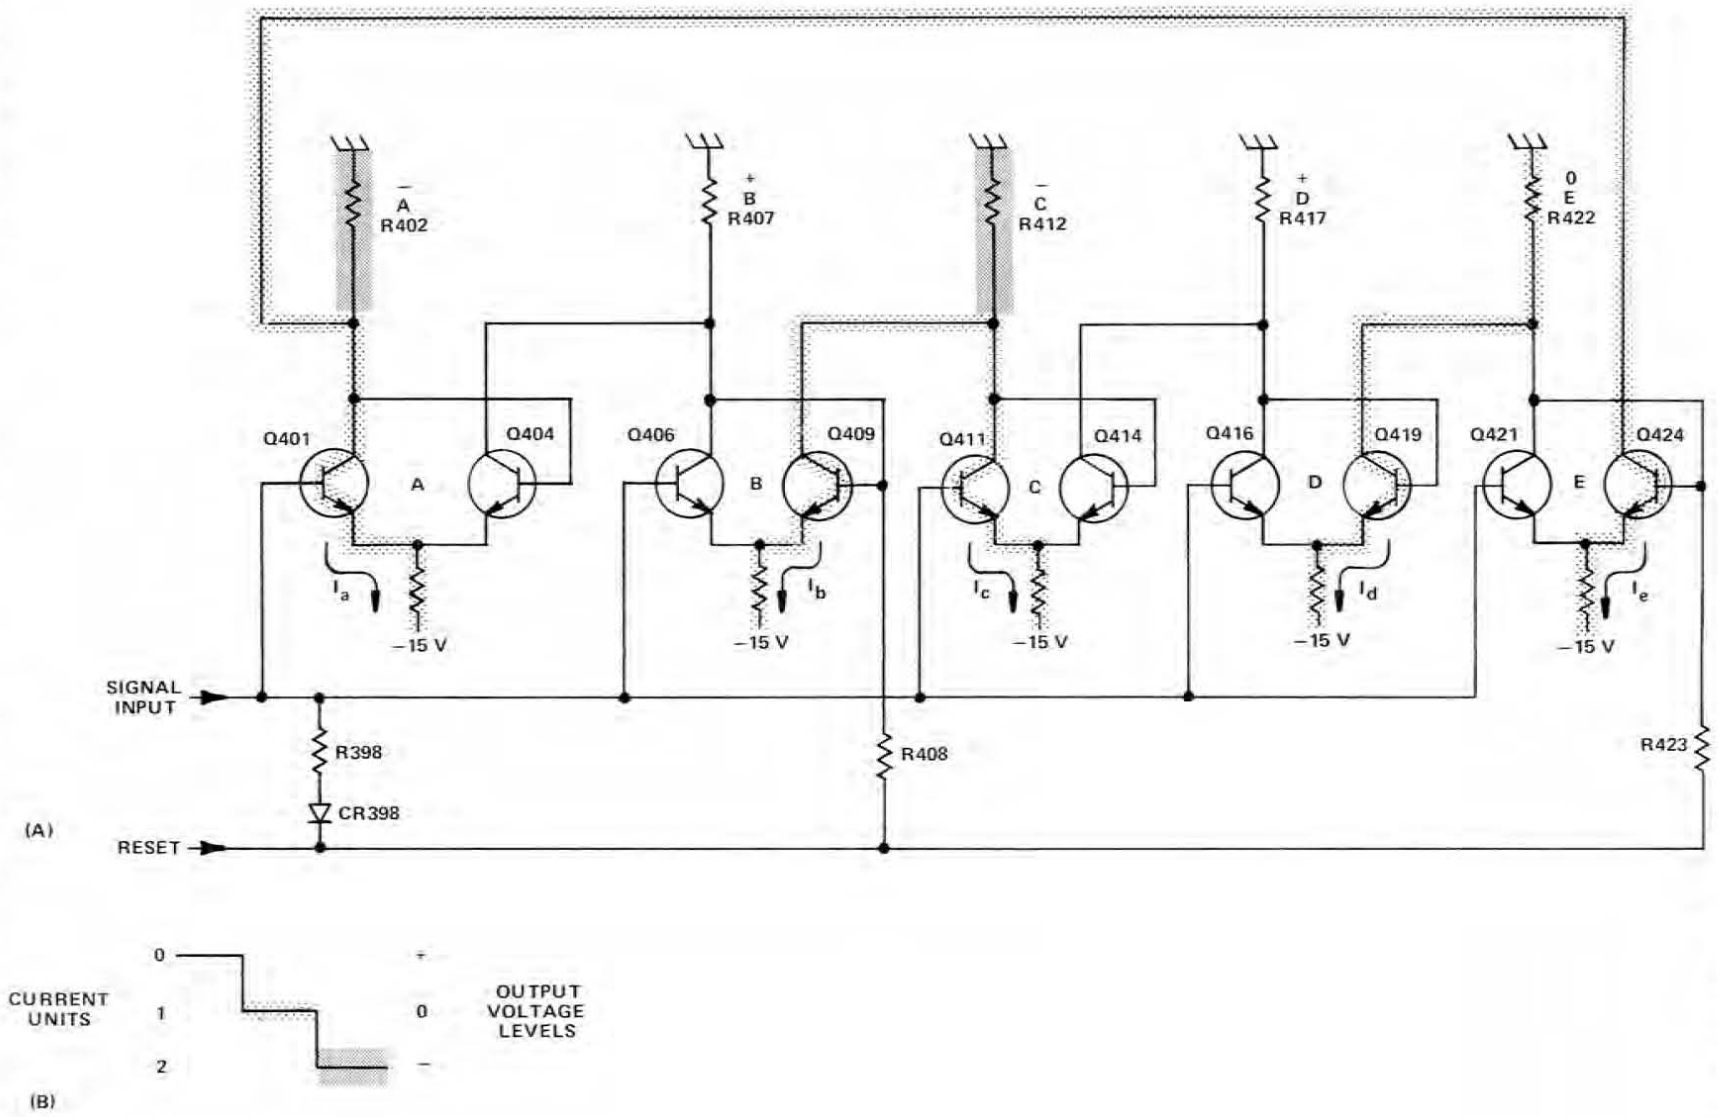 −
A
R402
+
B
R407
−
C
R412
+
D
R417
0
E
R422
Q401
A
Q404
Q406
B
Q409
Q411
C
Q414
Q416
D
Q419
Q421
E
Q424
Ia
Ib
Ic
Id
Ie
−15 V
−15 V
−15 V
−15 V
−15 V
SIGNAL
INPUT
R398
R408
R423
CR398
(A)
RESET
0
+
CURRENT
UNITS
1
0
OUTPUT
VOLTAGE
LEVELS
2
−
(B)